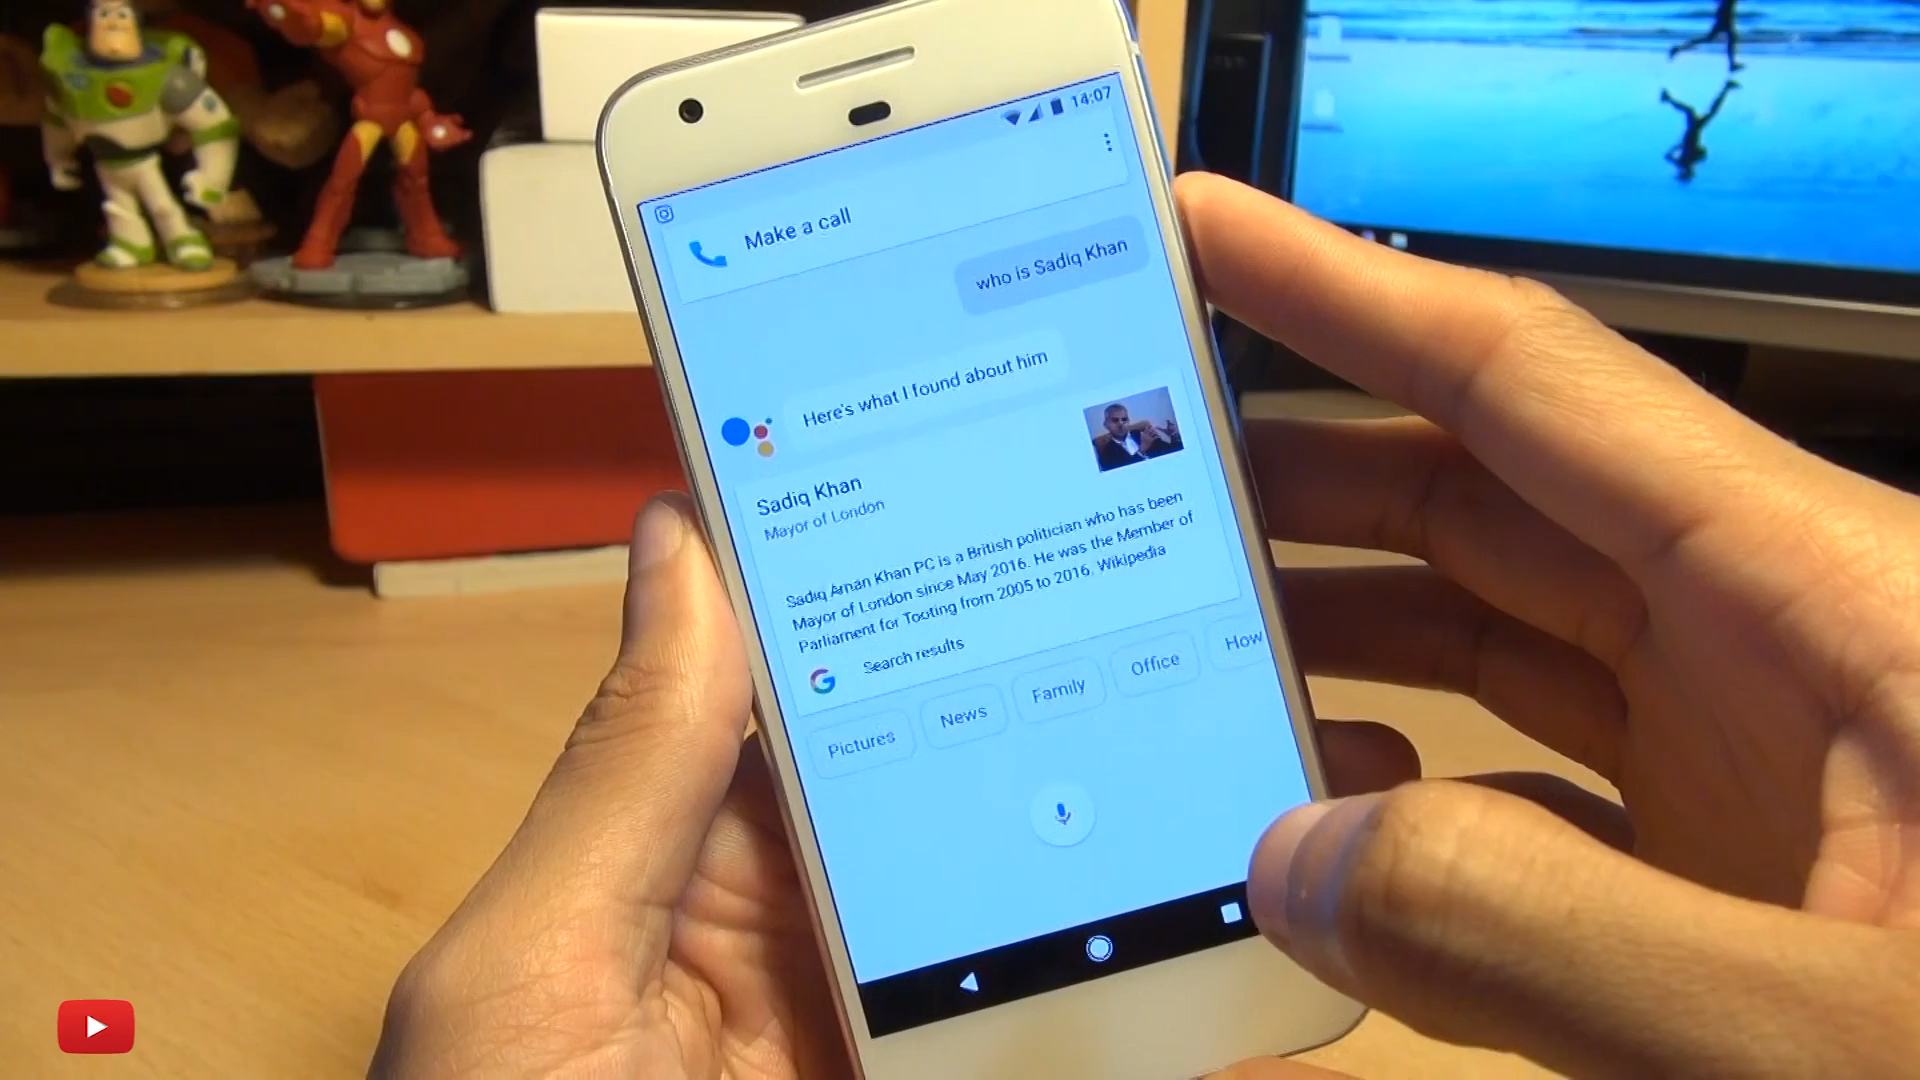 14:07
Make a call
who is Sadiq Khan
Here's what I found about him
Sadiq Khan
Mayor of London
Sadiq Aman Khan PC is a British politician who has been
Mayor of London since May 2016. He was the Member of
Parliament for Tooting from 2005 to 2016. Wikipedia
G Search results
Pictures News Family Office How